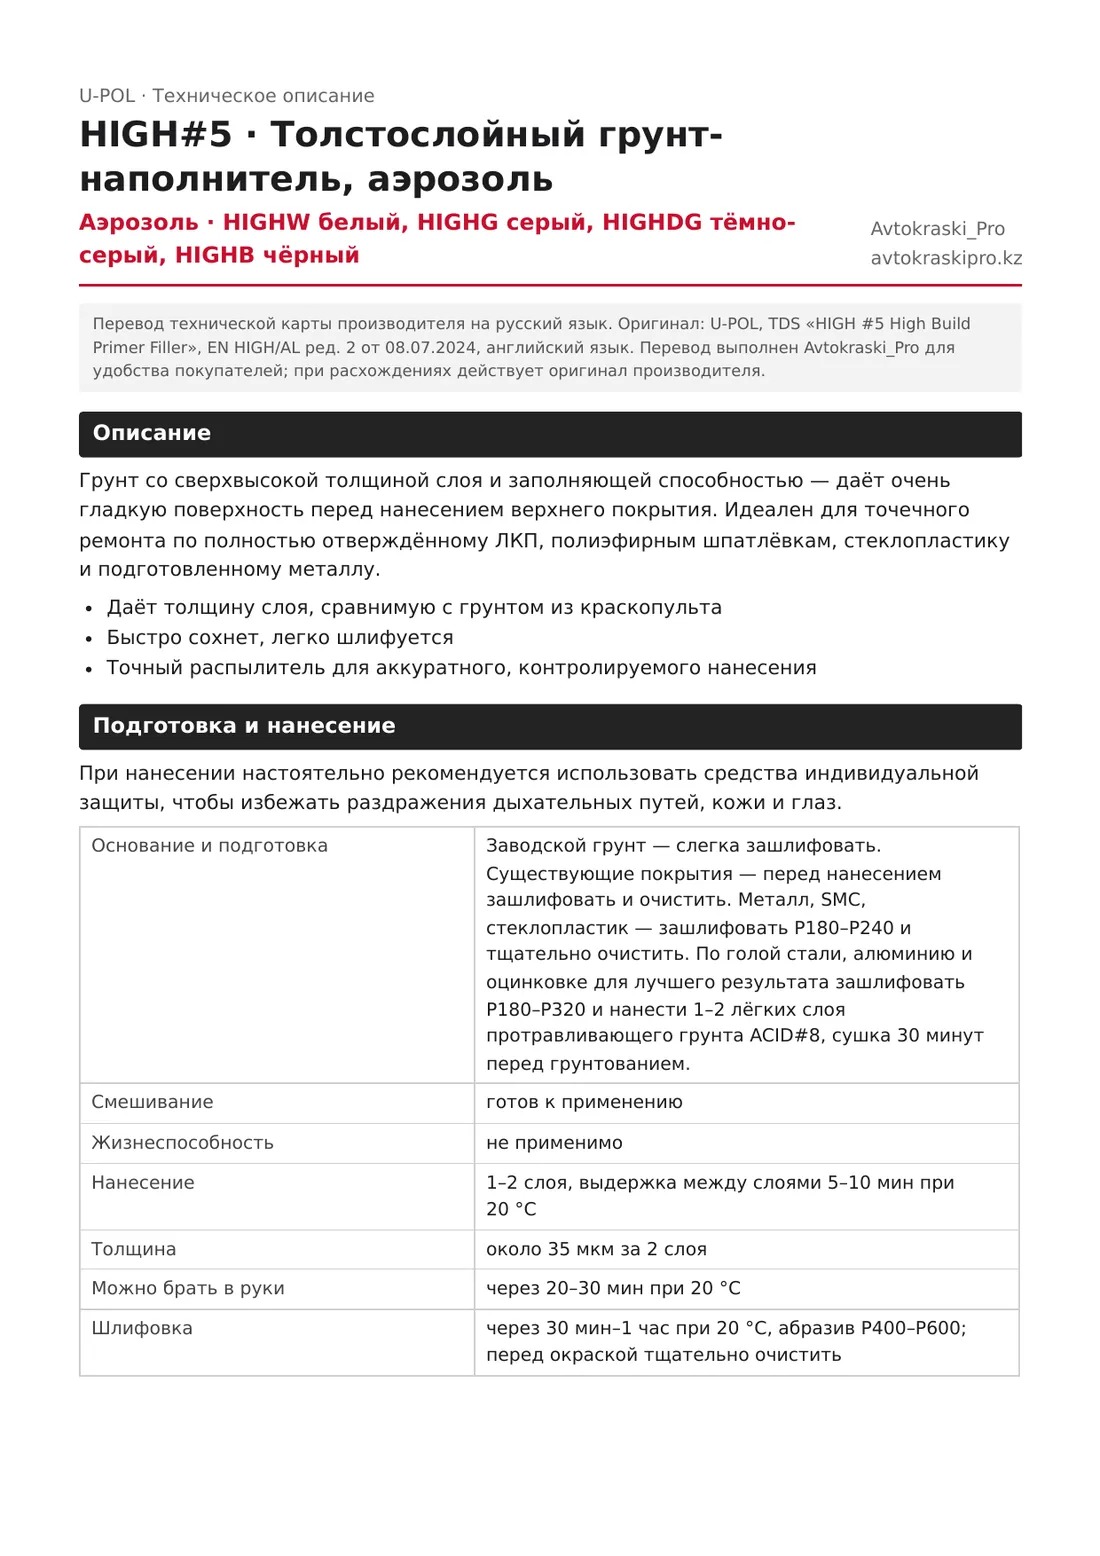 U-POL · Техническое описание
HIGH#5 · Толстослойный грунт-
наполнитель, аэрозоль
Аэрозоль · HIGHW белый, HIGHG серый, HIGHDG тёмно-
серый, HIGHB чёрный
Avtokraski_Pro
avtokraskipro.kz
Перевод технической карты производителя на русский язык. Оригинал: U-POL, TDS «HIGH #5 High Build
Primer Filler», EN HIGH/AL ред. 2 от 08.07.2024, английский язык. Перевод выполнен Avtokraski_Pro для
удобства покупателей; при расхождениях действует оригинал производителя.
Описание
Грунт со сверхвысокой толщиной слоя и заполняющей способностью — даёт очень
гладкую поверхность перед нанесением верхнего покрытия. Идеален для точечного
ремонта по полностью отверждённому ЛКП, полиэфирным шпатлёвкам, стеклопластику
и подготовленному металлу.
• Даёт толщину слоя, сравнимую с грунтом из краскопульта
• Быстро сохнет, легко шлифуется
• Точный распылитель для аккуратного, контролируемого нанесения
Подготовка и нанесение
При нанесении настоятельно рекомендуется использовать средства индивидуальной
защиты, чтобы избежать раздражения дыхательных путей, кожи и глаз.
Основание и подготовка
Заводской грунт — слегка зашлифовать.
Существующие покрытия — перед нанесением
зашлифовать и очистить. Металл, SMC,
стеклопластик — зашлифовать P180–P240 и
тщательно очистить. По голой стали, алюминию и
оцинковке для лучшего результата зашлифовать
P180–P320 и нанести 1–2 лёгких слоя
протравливающего грунта ACID#8, сушка 30 минут
перед грунтованием.
Смешивание
готов к применению
Жизнеспособность
не применимо
Нанесение
1–2 слоя, выдержка между слоями 5–10 мин при
20 °C
Толщина
около 35 мкм за 2 слоя
Можно брать в руки
через 20–30 мин при 20 °C
Шлифовка
через 30 мин–1 час при 20 °C, абразив P400–P600;
перед окраской тщательно очистить